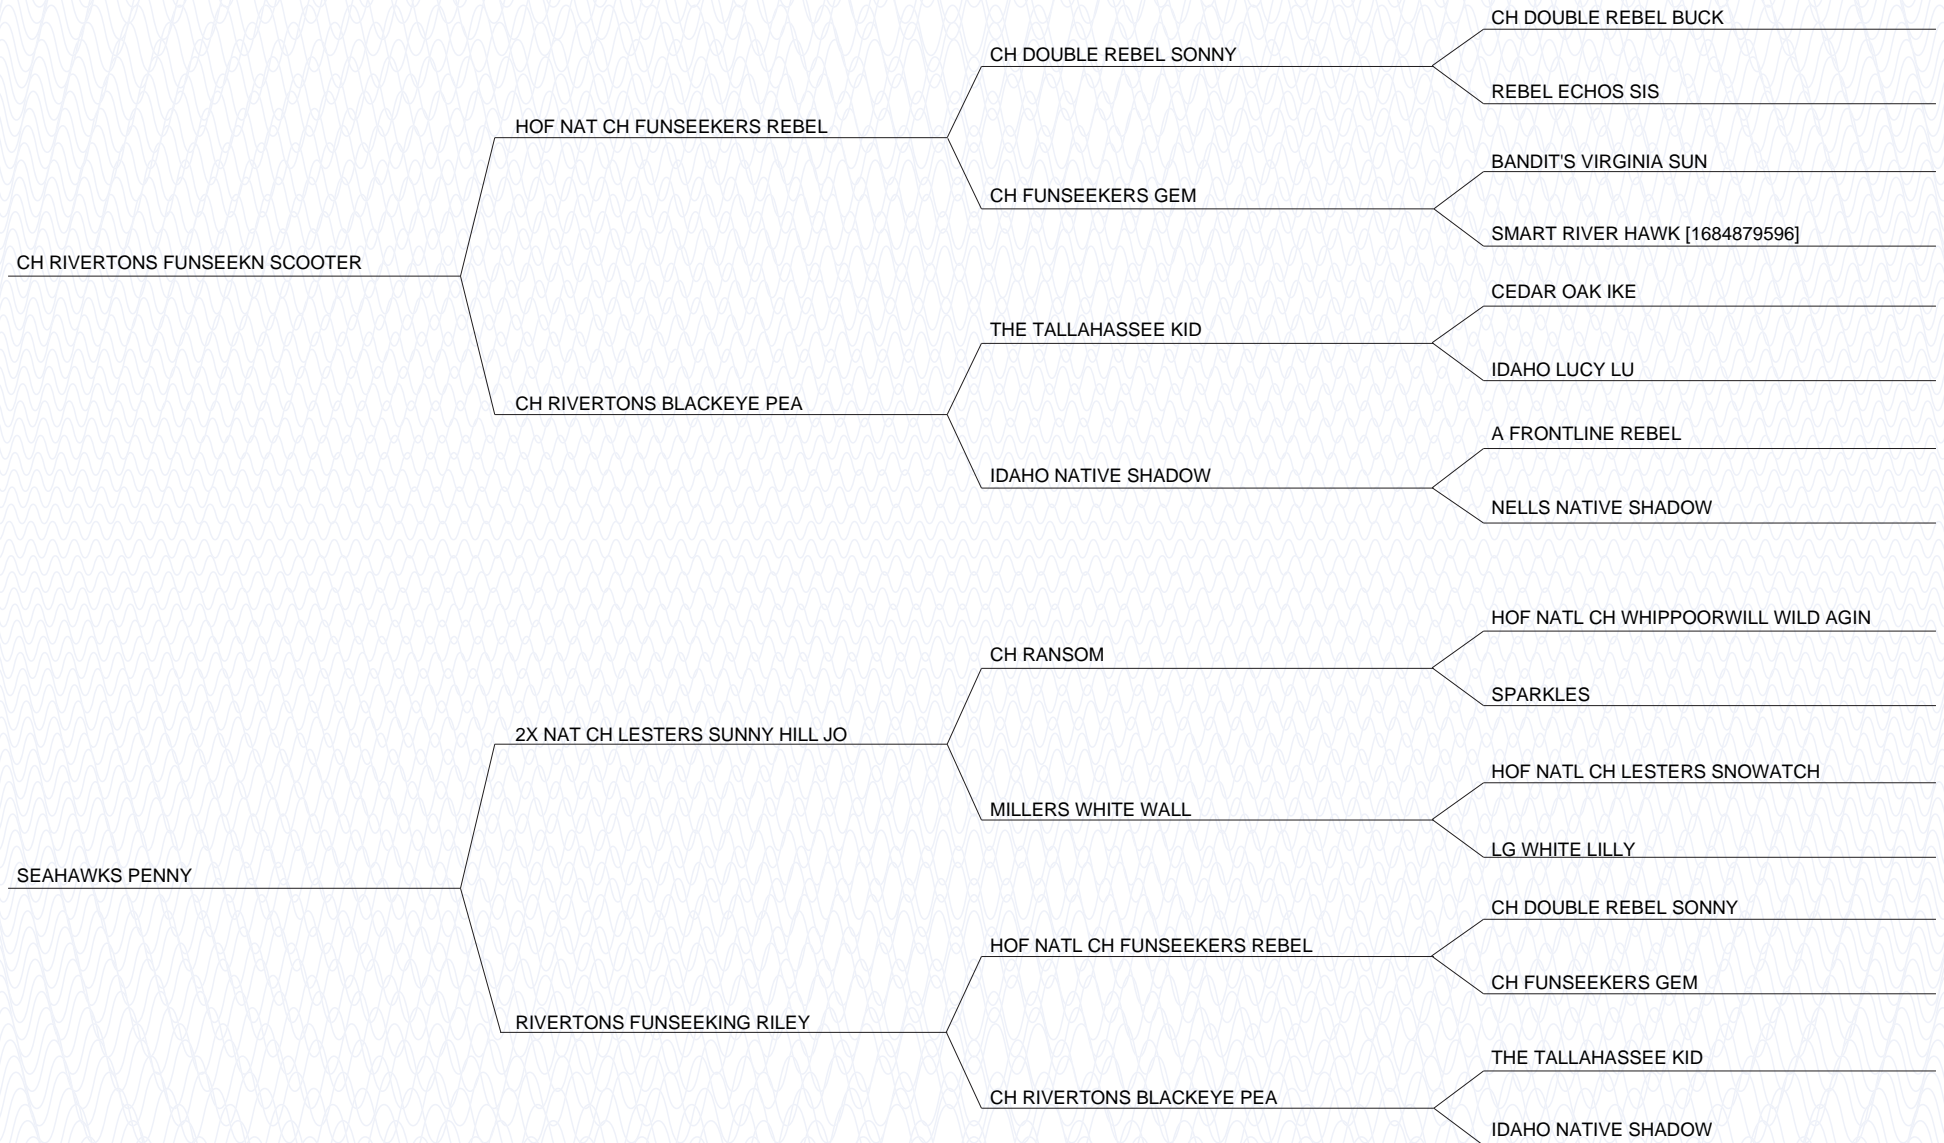 CH DOUBLE REBEL BUCK
CH DOUBLE REBEL SONNY
REBEL ECHOS SIS
HOF NAT CH FUNSEEKERS REBEL
BANDIT'S VIRGINIA SUN
CH FUNSEEKERS GEM
SMART RIVER HAWK [1684879596]
CH RIVERTONS FUNSEEKN SCOOTER
CEDAR OAK IKE
THE TALLAHASSEE KID
IDAHO LUCY LU
CH RIVERTONS BLACKEYE PEA
A FRONTLINE REBEL
IDAHO NATIVE SHADOW
NELLS NATIVE SHADOW
HOF NATL CH WHIPPOORWILL WILD AGIN
CH RANSOM
SPARKLES
2X NAT CH LESTERS SUNNY HILL JO
HOF NATL CH LESTERS SNOWATCH
MILLERS WHITE WALL
LG WHITE LILLY
SEAHAWKS PENNY
CH DOUBLE REBEL SONNY
HOF NATL CH FUNSEEKERS REBEL
CH FUNSEEKERS GEM
RIVERTONS FUNSEEKING RILEY
THE TALLAHASSEE KID
CH RIVERTONS BLACKEYE PEA
IDAHO NATIVE SHADOW